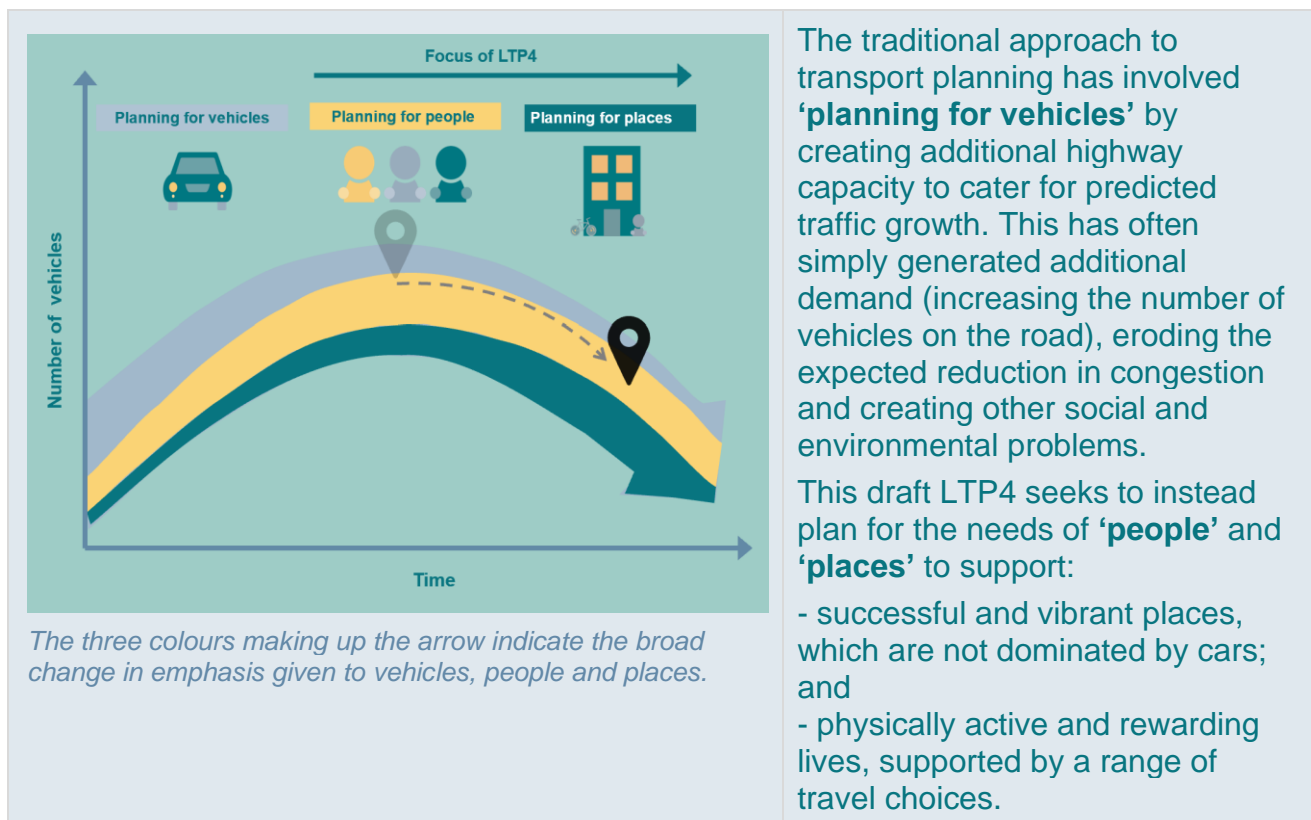 Focus of LTP4
Planning for vehicles
Planning for people
Planning for places
Number of vehicles
Time
The three colours making up the arrow indicate the broad
change in emphasis given to vehicles, people and places.
The traditional approach to
transport planning has involved
‘planning for vehicles’ by
creating additional highway
capacity to cater for predicted
traffic growth. This has often
simply generated additional
demand (increasing the number of
vehicles on the road), eroding the
expected reduction in congestion
and creating other social and
environmental problems.
This draft LTP4 seeks to instead
plan for the needs of ‘people’ and
‘places’ to support:
- successful and vibrant places,
which are not dominated by cars;
and
- physically active and rewarding
lives, supported by a range of
travel choices.